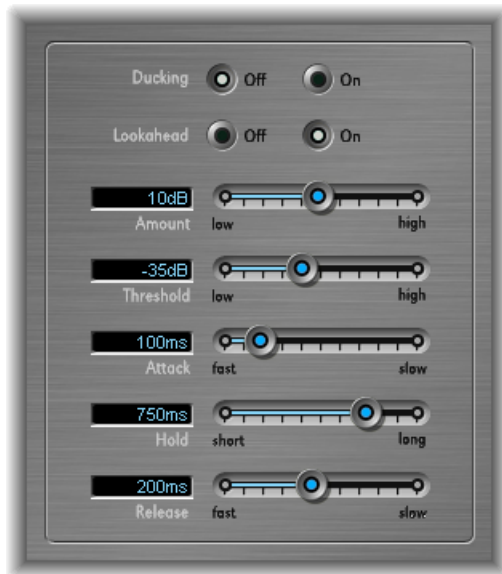 Ducking Off On
Lookahead Off On
10dB
Amount low high
-35dB
Threshold low high
100ms
Attack fast slow
750ms
Hold short long
200ms
Release fast slow